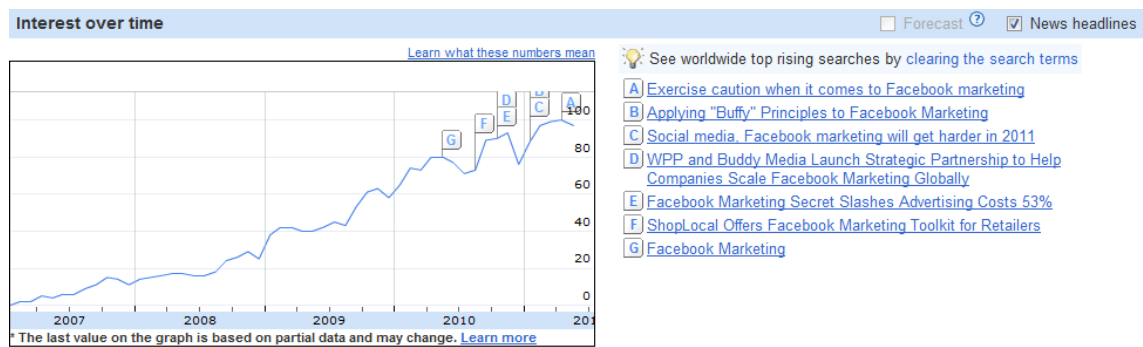 Interest over time
Forecast ?
News headlines
Learn what these numbers mean
See worldwide top rising searches by clearing the search terms
A Exercise caution when it comes to Facebook marketing
B Applying "Buffy" Principles to Facebook Marketing
C Social media, Facebook marketing will get harder in 2011
D WPP and Buddy Media Launch Strategic Partnership to Help
Companies Scale Facebook Marketing Globally
E Facebook Marketing Secret Slashes Advertising Costs 53%
F ShopLocal Offers Facebook Marketing Toolkit for Retailers
G Facebook Marketing
D B
E C A
F
G
100
80
60
40
20
0
2007 2008 2009 2010 201
* The last value on the graph is based on partial data and may change. Learn more